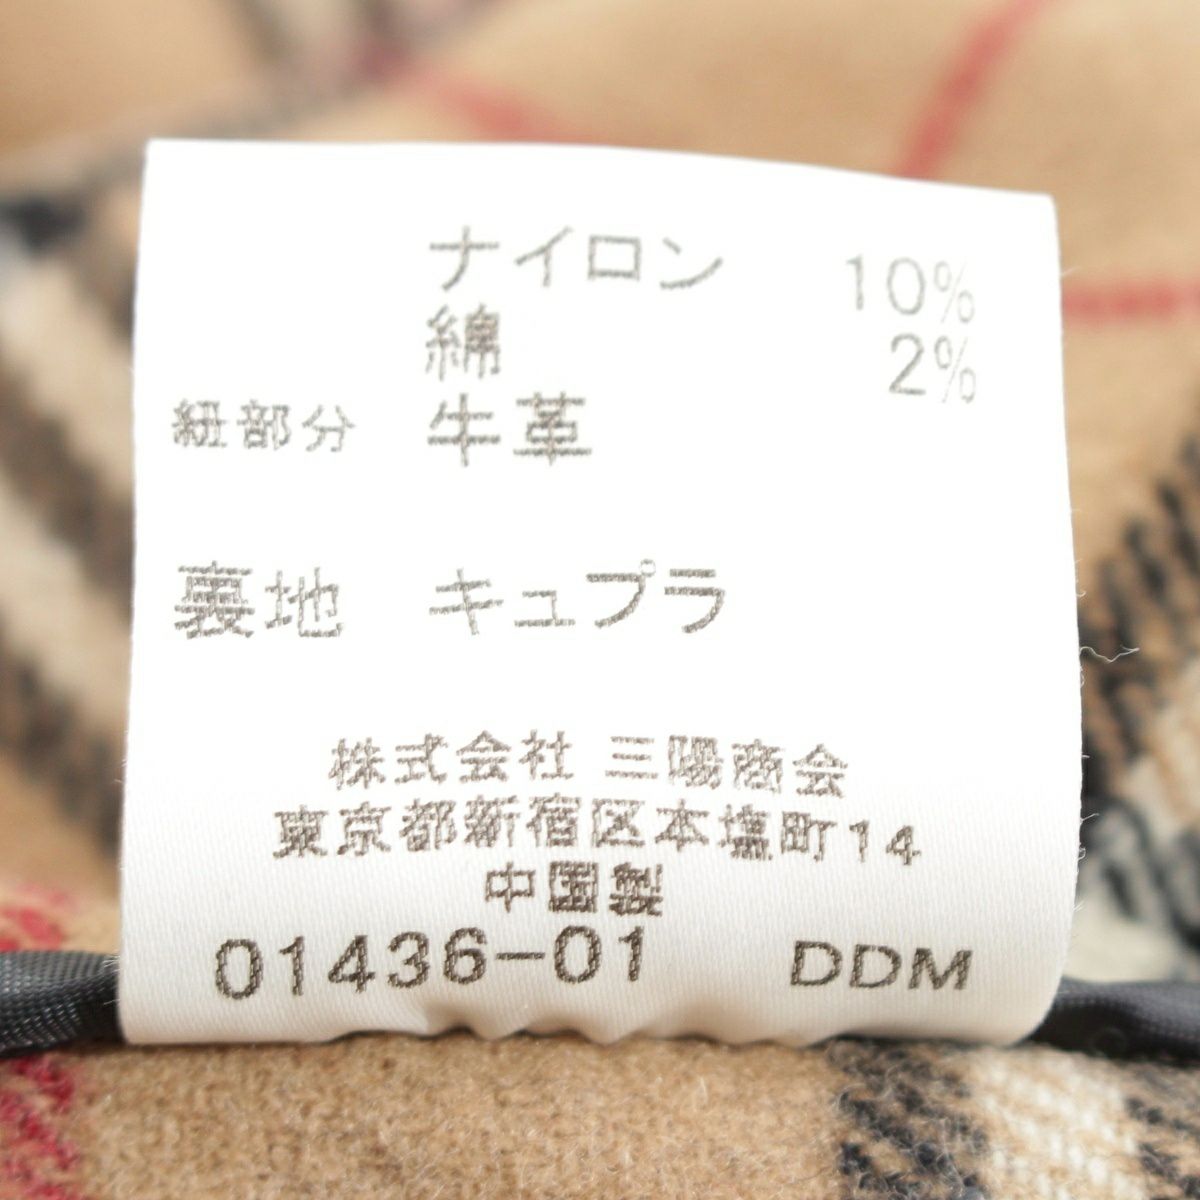 ナイロン 10%
綿 2%
紐部分 牛革
裏地 キュプラ
株式会社 三陽商会
東京都新宿区本塩町14
中国製
01436-01 DDM